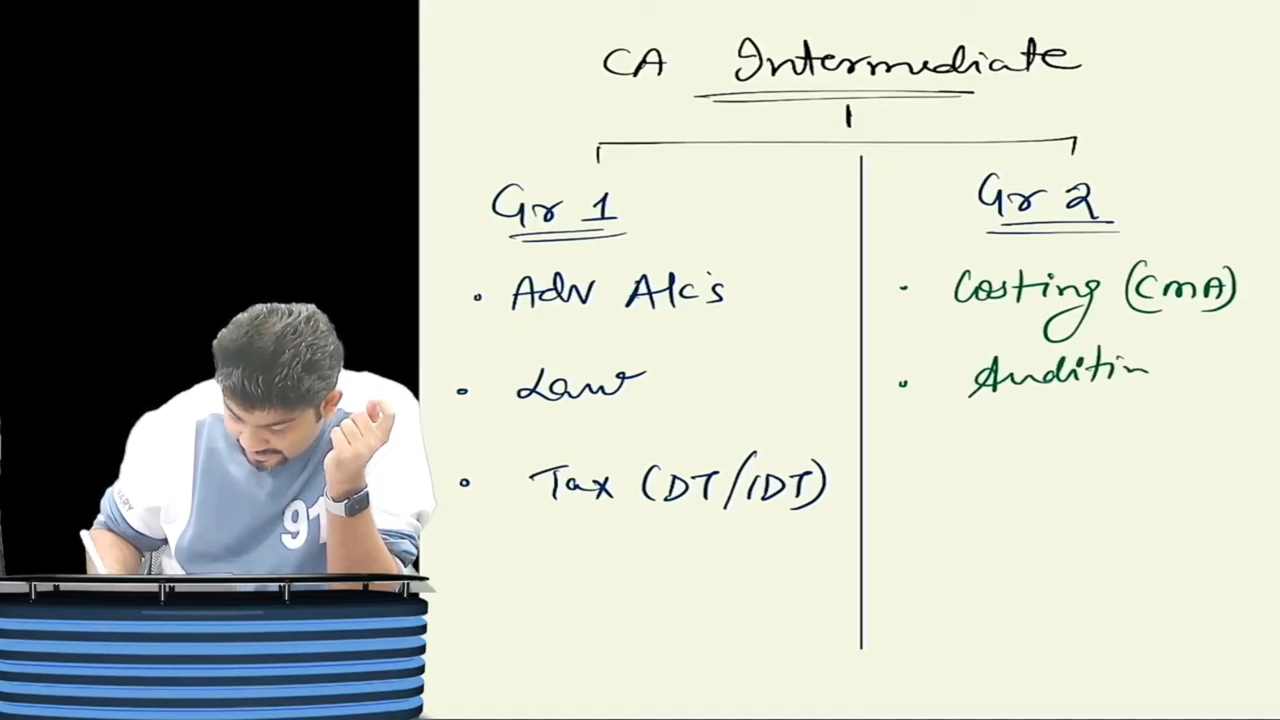 CA Intermediate
Gr 1
• Adv A/c's
• Law
• Tax (DT/IDT)
Gr 2
• Costing (CMA)
• Auditin
91